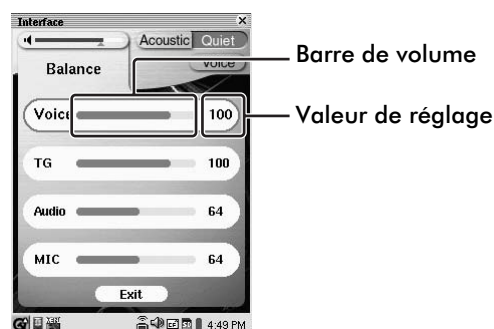 Interface
×
Acoustic Quiet
Balance
Voice
Voice 100
TG 100
Audio 64
MIC 64
Exit
4:49 PM
Barre de volume
Valeur de réglage